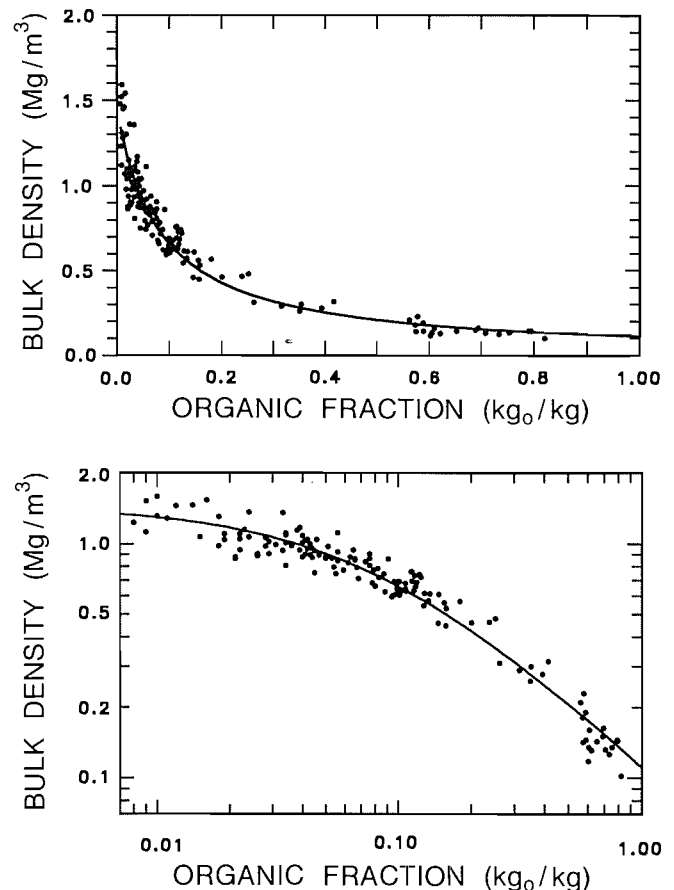 BULK DENSITY (Mg/m³)
2.0
1.5
1.0
0.5
0.0
0.0 0.2 0.4 0.6 0.8 1.00
ORGANIC FRACTION (kgₒ/kg)
BULK DENSITY (Mg/m³)
2.0
1.0
0.5
0.2
0.1
0.01 0.10 1.00
ORGANIC FRACTION (kgₒ/kg)